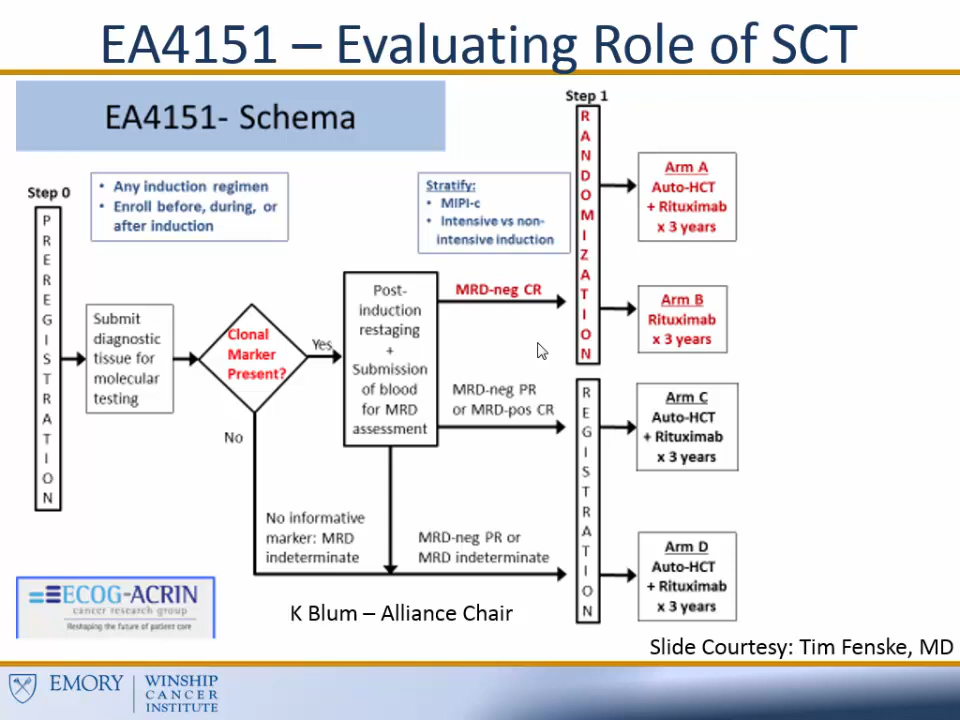 EA4151 – Evaluating Role of SCT
EA4151- Schema
Step 0
PREREGISTRATION
• Any induction regimen
• Enroll before, during, or
after induction
Submit
diagnostic
tissue for
molecular
testing
Clonal
Marker
Present?
Yes
No
Post-
induction
restaging
+
Submission
of blood
for MRD
assessment
Stratify:
• MIPI-c
• Intensive vs non-
intensive induction
MRD-neg CR
MRD-neg PR
or MRD-pos CR
No informative
marker: MRD
indeterminate
MRD-neg PR or
MRD indeterminate
Step 1
RANDOMIZATION
REGISTRATION
Arm A
Auto-HCT
+ Rituximab
x 3 years
Arm B
Rituximab
x 3 years
Arm C
Auto-HCT
+ Rituximab
x 3 years
Arm D
Auto-HCT
+ Rituximab
x 3 years
ECOG-ACRIN
cancer research group
Reshaping the future of patient care
K Blum – Alliance Chair
Slide Courtesy: Tim Fenske, MD
EMORY
WINSHIP
CANCER
INSTITUTE